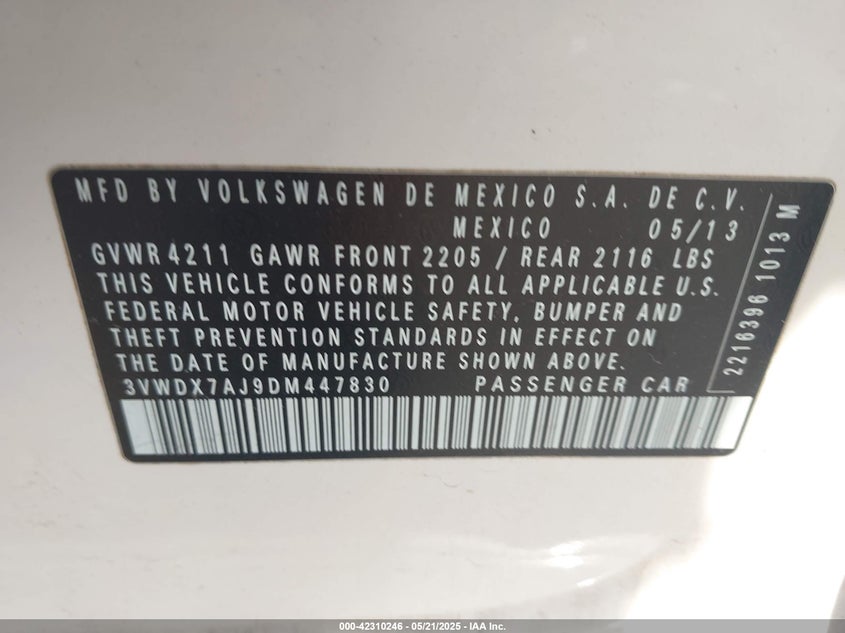 MFD BY VOLKSWAGEN DE MEXICO S.A. DE C.V.
MEXICO 05/13
GVWR 4211 GAWR FRONT 2205 / REAR 2116 LBS
THIS VEHICLE CONFORMS TO ALL APPLICABLE U.S.
FEDERAL MOTOR VEHICLE SAFETY, BUMPER AND
THEFT PREVENTION STANDARDS IN EFFECT ON
THE DATE OF MANUFACTURE SHOWN ABOVE.
3VWDX7AJ9DM447830 PASSENGER CAR
2216396 1013 M
000-42310246 - 05/21/2025 - IAA Inc.